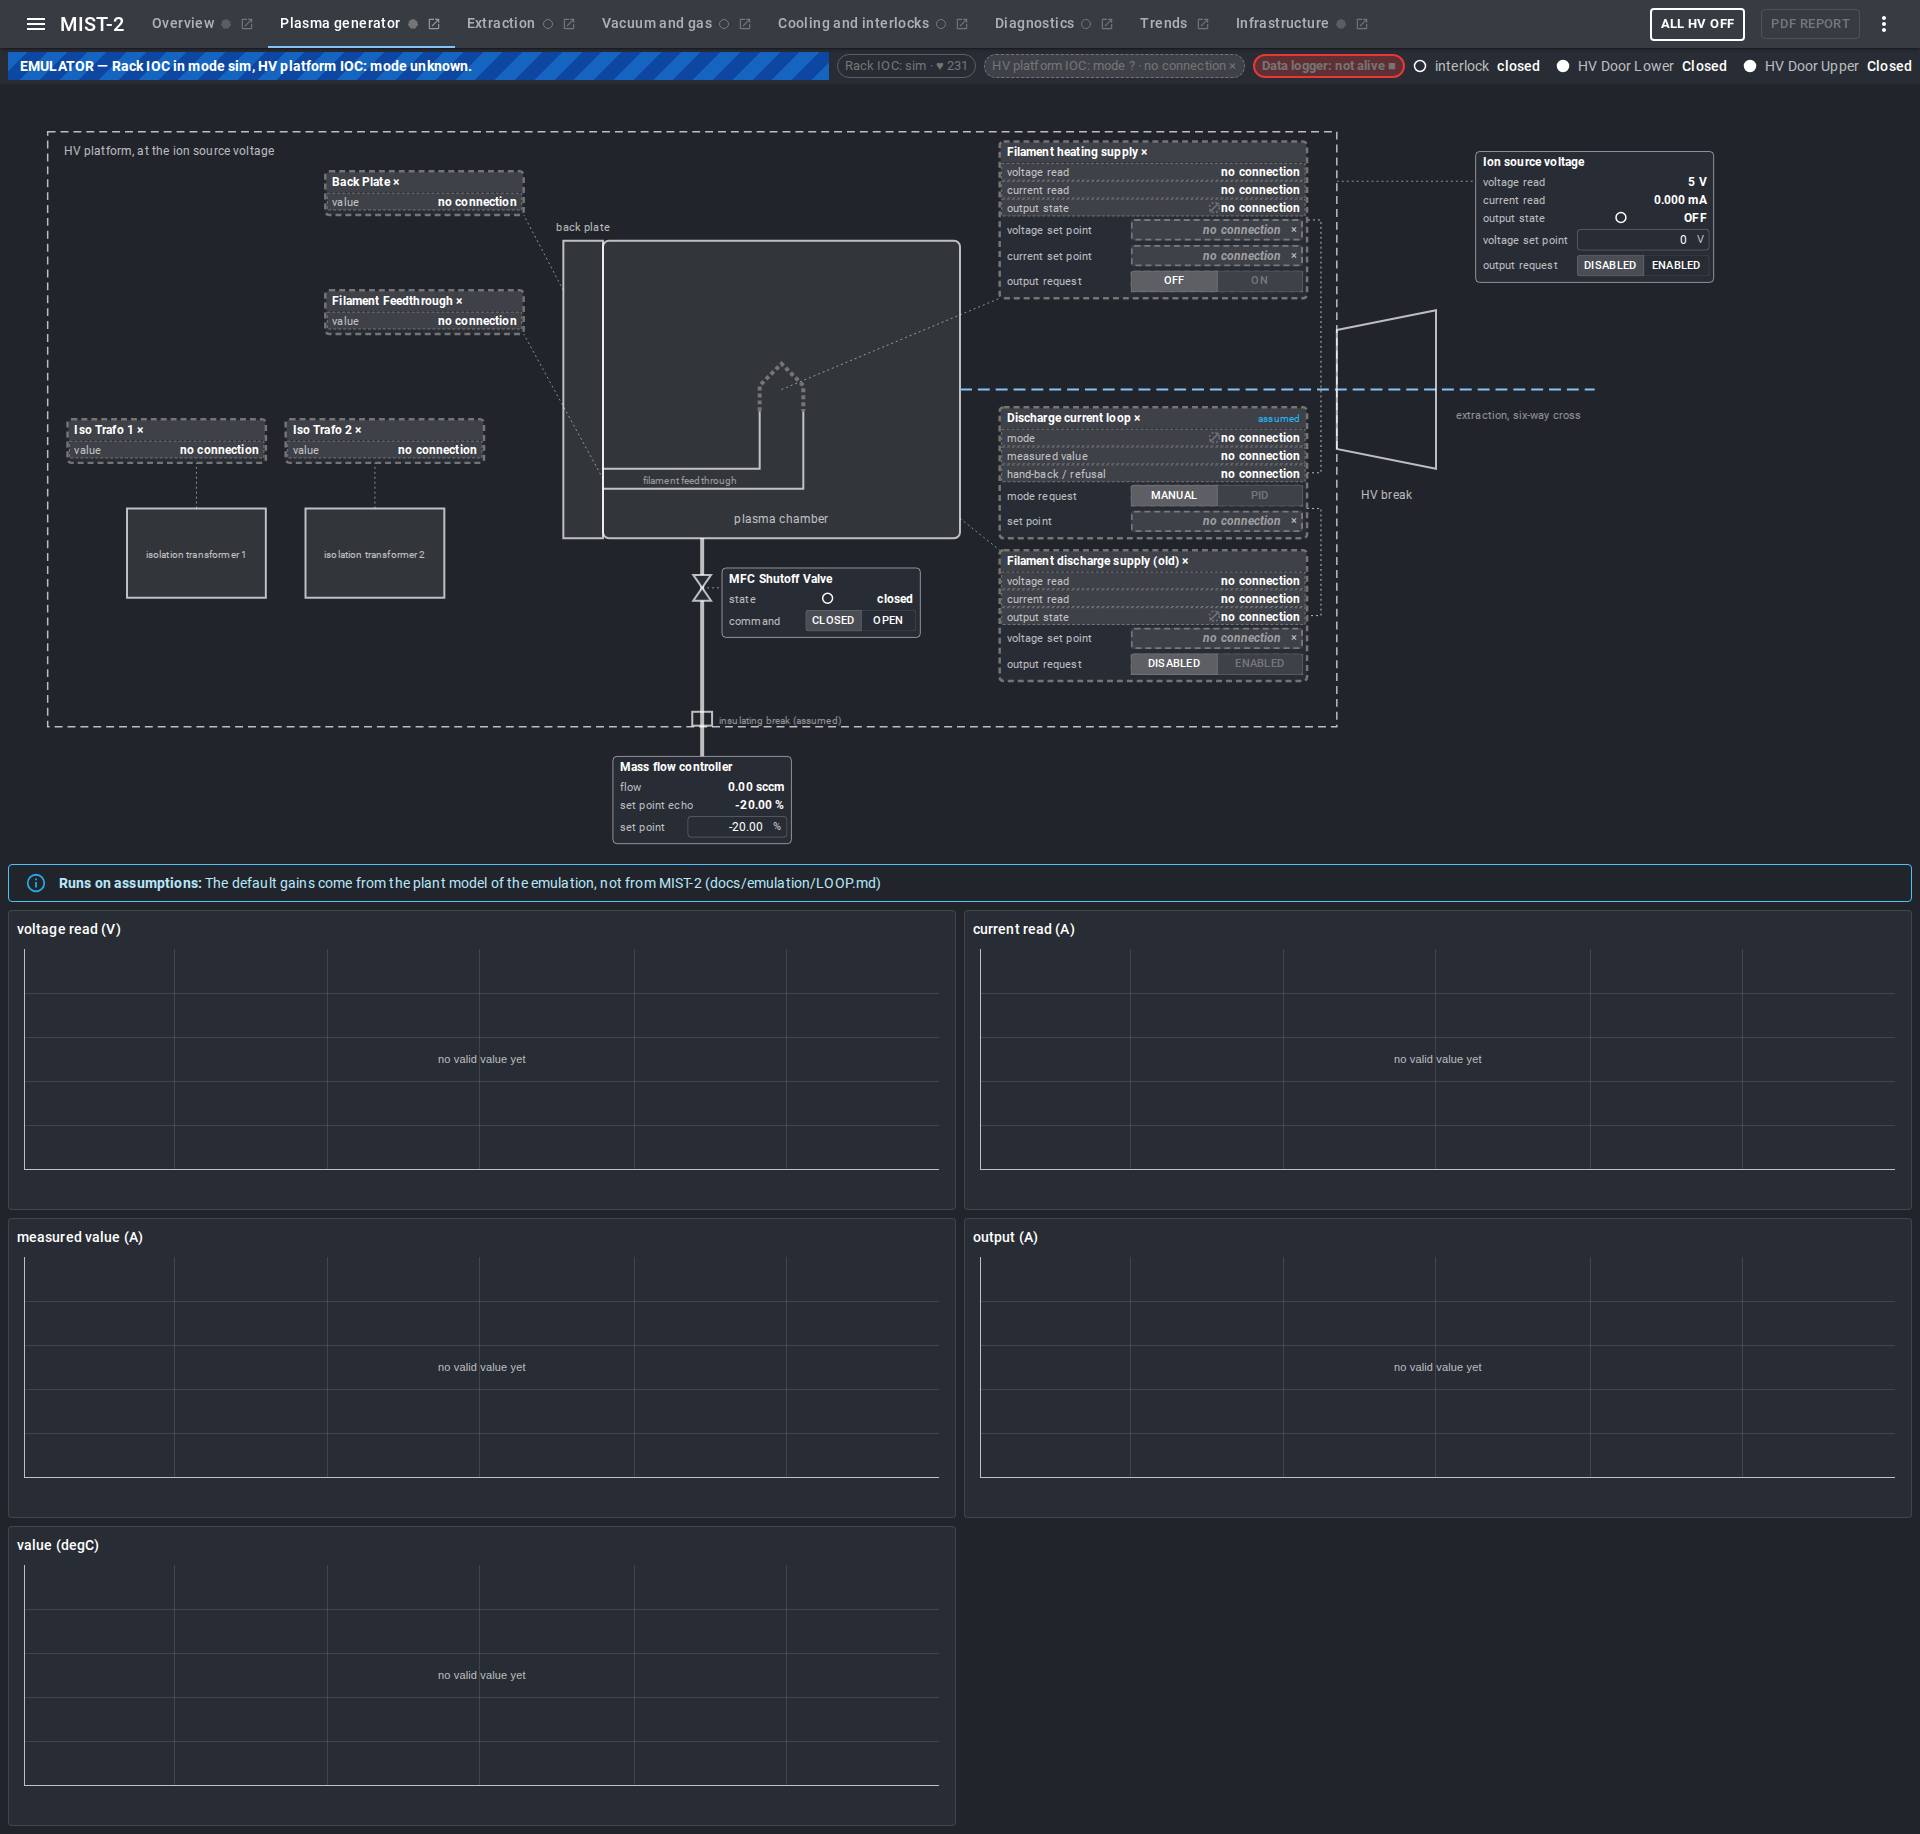 MIST-2 Overview Plasma generator Extraction Vacuum and gas Cooling and interlocks Diagnostics Trends Infrastructure ALL HV OFF PDF REPORT
EMULATOR — Rack IOC in mode sim, HV platform IOC: mode unknown. Rack IOC: sim · ♥ 231 HV platform IOC: mode ? · no connection × Data logger: not alive ■ interlock closed HV Door Lower Closed HV Door Upper Closed
HV platform, at the ion source voltage
Back Plate ×
value no connection
Filament Feedthrough ×
value no connection
Iso Trafo 1 ×
value no connection
Iso Trafo 2 ×
value no connection
isolation transformer 1
isolation transformer 2
back plate
filament feedthrough
plasma chamber
MFC Shutoff Valve
state closed
command CLOSED OPEN
insulating break (assumed)
Mass flow controller
flow 0.00 sccm
set point echo -20.00 %
set point -20.00 %
Filament heating supply ×
voltage read no connection
current read no connection
output state no connection
voltage set point no connection ×
current set point no connection ×
output request OFF ON
Discharge current loop × assumed
mode no connection
measured value no connection
hand-back / refusal no connection
mode request MANUAL PID
set point no connection ×
Filament discharge supply (old) ×
voltage read no connection
current read no connection
output state no connection
voltage set point no connection ×
output request DISABLED ENABLED
Ion source voltage
voltage read 5 V
current read 0.000 mA
output state OFF
voltage set point 0 V
output request DISABLED ENABLED
extraction, six-way cross
HV break
Runs on assumptions: The default gains come from the plant model of the emulation, not from MIST-2 (docs/emulation/LOOP.md)
voltage read (V)
no valid value yet
current read (A)
no valid value yet
measured value (A)
no valid value yet
output (A)
no valid value yet
value (degC)
no valid value yet